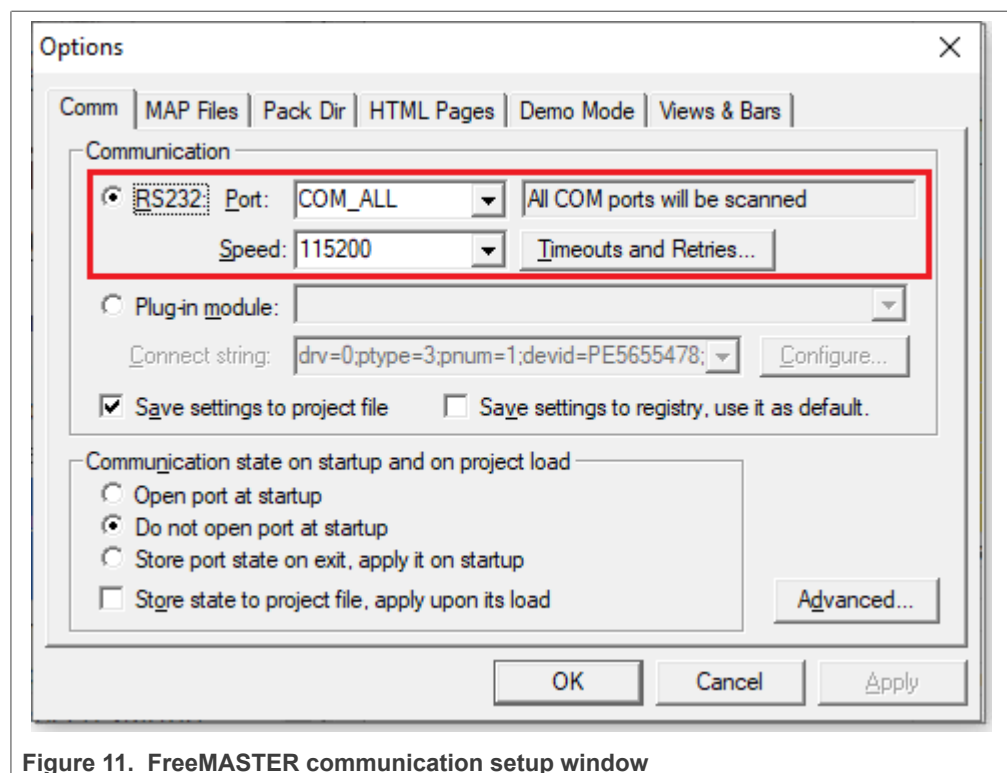 Options
Comm MAP Files Pack Dir HTML Pages Demo Mode Views & Bars
Communication
RS232: Port: COM_ALL All COM ports will be scanned
Speed: 115200 Timeouts and Retries...
Plug-in module:
Connect string: drv=0;ptype=3;pnum=1;devid=PE5655478; Configure...
Save settings to project file Save settings to registry, use it as default.
Communication state on startup and on project load
Open port at startup
Do not open port at startup
Store port state on exit, apply it on startup
Store state to project file, apply upon its load Advanced...
OK Cancel Apply
Figure 11. FreeMASTER communication setup window